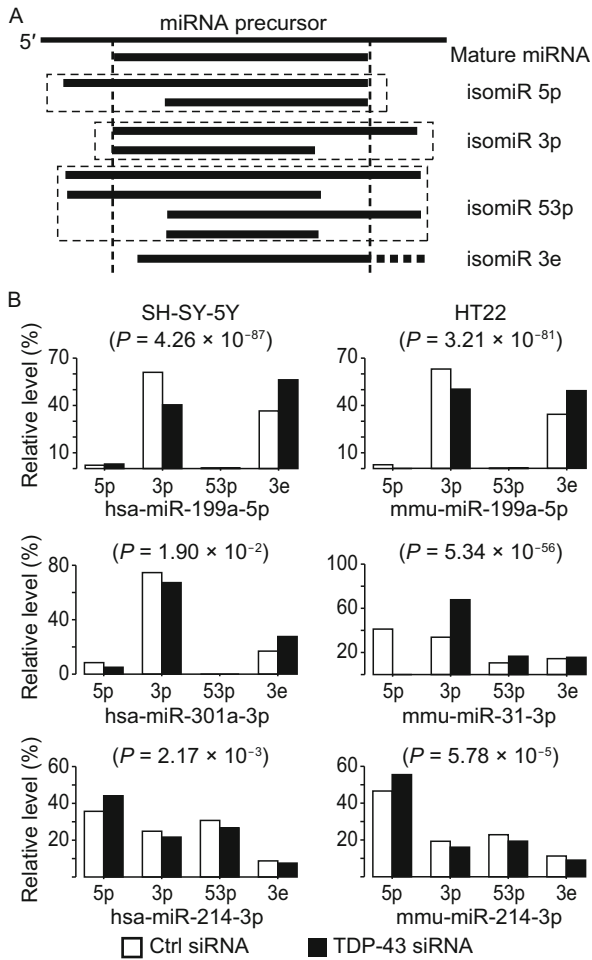 A
miRNA precursor
5′
Mature miRNA
isomiR 5p
isomiR 3p
isomiR 53p
isomiR 3e
B
SH-SY-5Y
(P = 4.26 × 10⁻⁸⁷)
Relative level (%)
70
40
10
5p 3p 53p 3e
hsa-miR-199a-5p
HT22
(P = 3.21 × 10⁻⁸¹)
70
40
10
5p 3p 53p 3e
mmu-miR-199a-5p
(P = 1.90 × 10⁻²)
Relative level (%)
80
40
0
5p 3p 53p 3e
hsa-miR-301a-3p
(P = 5.34 × 10⁻⁵⁶)
100
60
20
5p 3p 53p 3e
mmu-miR-31-3p
(P = 2.17 × 10⁻³)
Relative level (%)
60
40
20
5p 3p 53p 3e
hsa-miR-214-3p
(P = 5.78 × 10⁻⁵)
60
40
20
5p 3p 53p 3e
mmu-miR-214-3p
Ctrl siRNA
TDP-43 siRNA